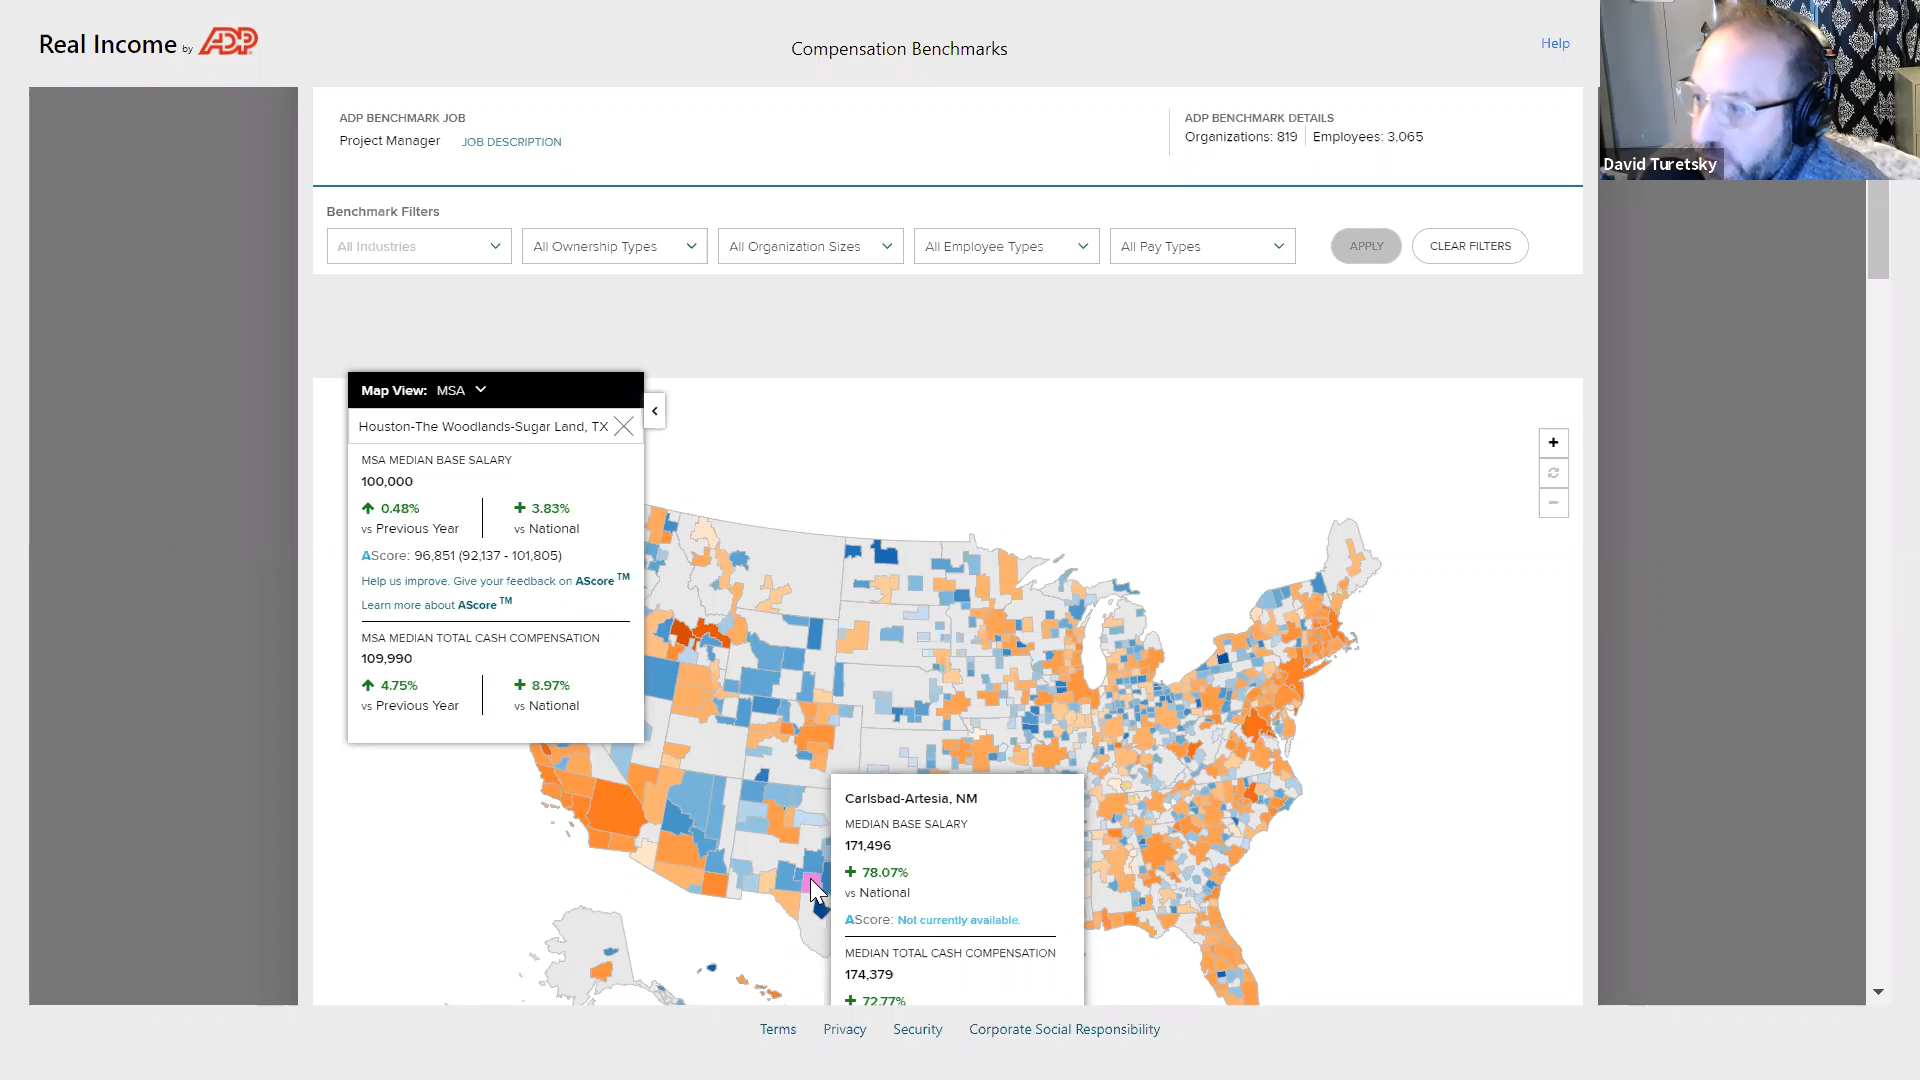 Real Income by ADP
Compensation Benchmarks
Help
David Turetsky
ADP BENCHMARK JOB
Project Manager JOB DESCRIPTION
ADP BENCHMARK DETAILS
Organizations: 819 Employees: 3,065
Benchmark Filters
All Industries All Ownership Types All Organization Sizes All Employee Types All Pay Types APPLY CLEAR FILTERS
Map View: MSA
Houston-The Woodlands-Sugar Land, TX
MSA MEDIAN BASE SALARY
100,000
0.48% + 3.83%
vs Previous Year vs National
AScore: 96,851 (92,137 - 101,805)
Help us improve. Give your feedback on AScore TM
Learn more about AScore TM
MSA MEDIAN TOTAL CASH COMPENSATION
109,990
4.75% + 8.97%
vs Previous Year vs National
Carlsbad-Artesia, NM
MEDIAN BASE SALARY
171,496
+ 78.07%
vs National
AScore: Not currently available.
MEDIAN TOTAL CASH COMPENSATION
174,379
+ 72.77%
Terms Privacy Security Corporate Social Responsibility